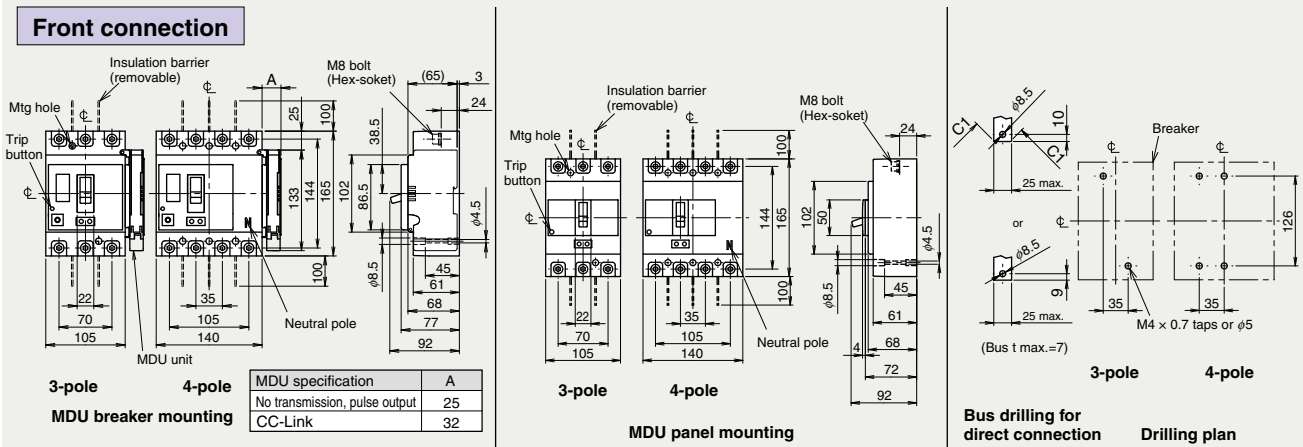 Front connection
Insulation barrier
(removable)
A
M8 bolt
(Hex-soket)
(65)
3
24
Mtg hole
Trip
button
℄
℄
℄
25
100
133
144
165
100
38.5
102
86.5
φ8.5
φ4.5
45
61
68
77
92
22
70
105
35
105
140
N
Neutral pole
MDU unit
3-pole
4-pole
MDU breaker mounting
MDU specification A
No transmission, pulse output 25
CC-Link 32
Insulation barrier
(removable)
M8 bolt
(Hex-soket)
24
Mtg hole
Trip
button
℄
℄
℄
100
144
165
100
102
50
φ8.5
φ4.5
45
61
4
68
72
92
22
70
105
35
105
140
N
Neutral pole
3-pole
4-pole
MDU panel mounting
φ8.5
C1
C1
10
25 max.
or
φ8.5
9
25 max.
(Bus t max.=7)
Bus drilling for
direct connection
Breaker
℄
℄
℄
126
35
35
M4 × 0.7 taps or φ5
3-pole
4-pole
Drilling plan